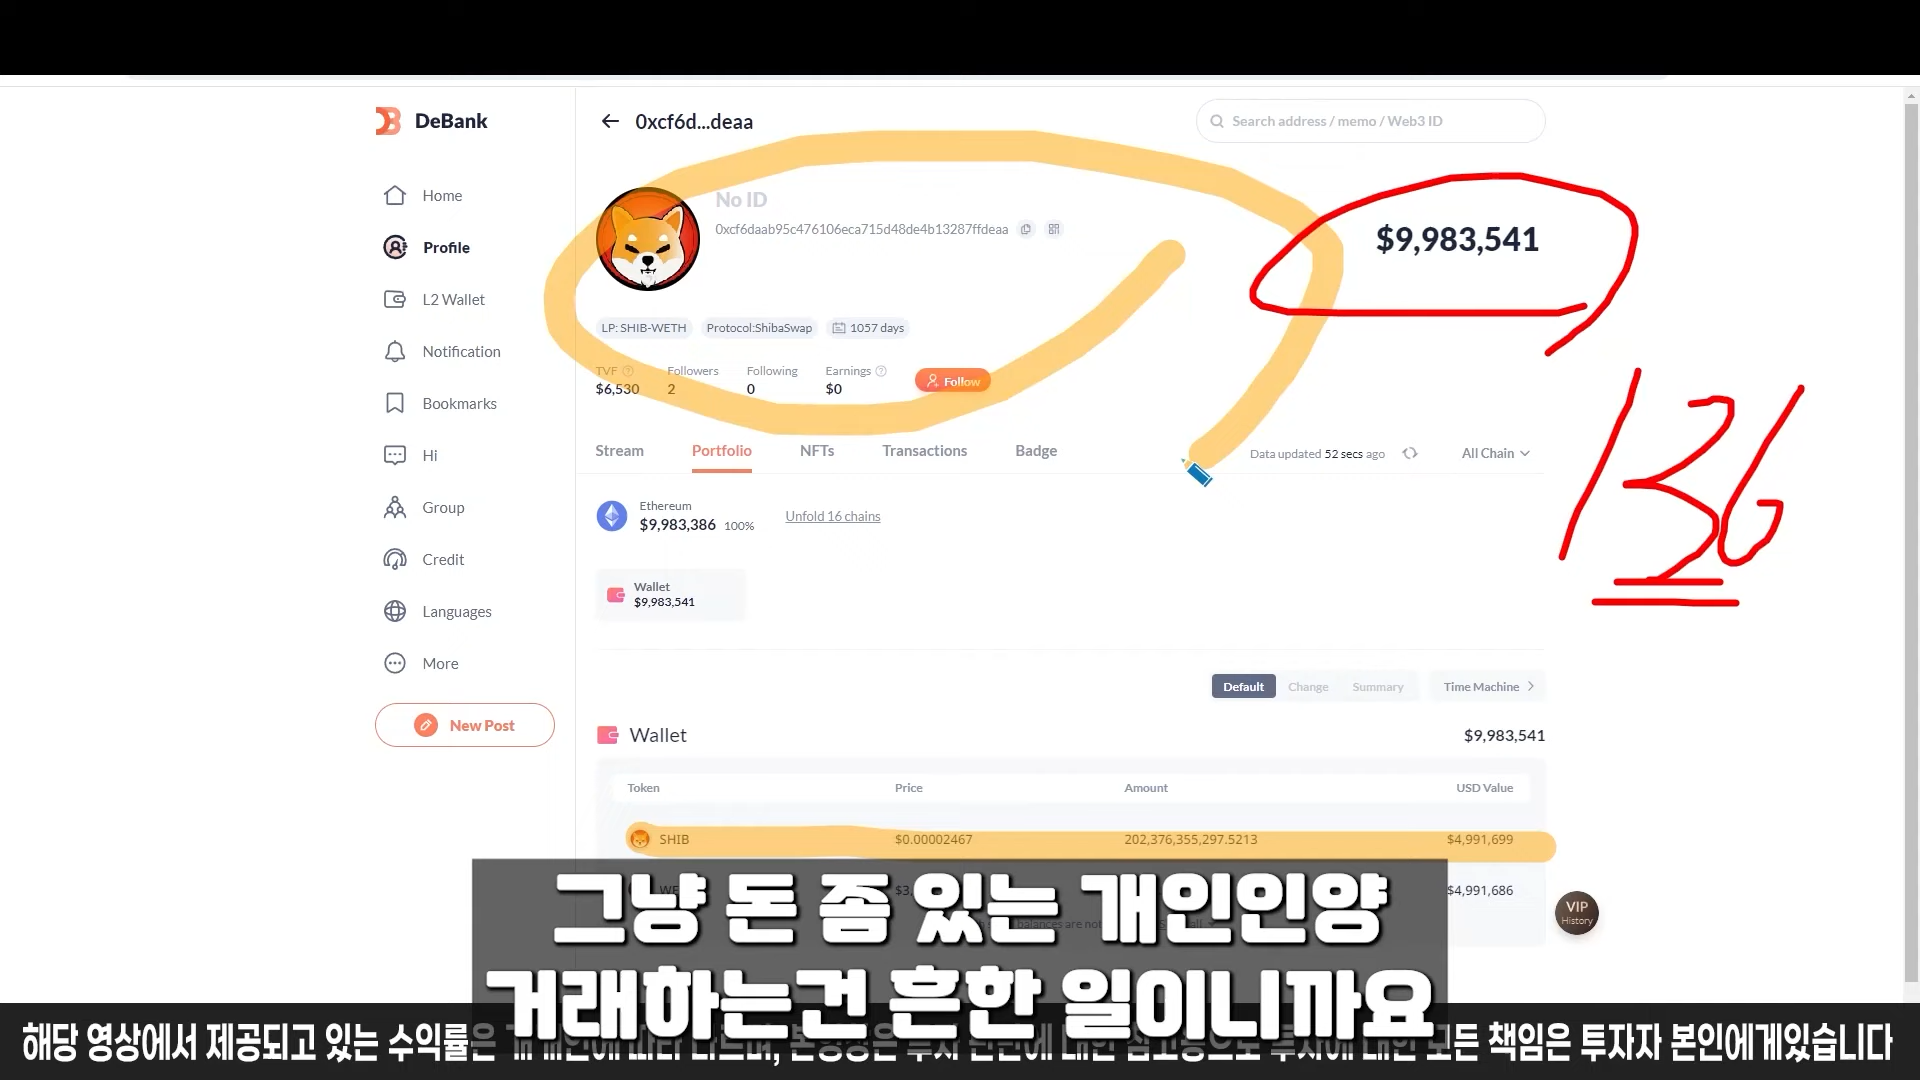 DeBank
0xcf6d...deaa
Search address / memo / Web3 ID
Home
Profile
L2 Wallet
Notification
Bookmarks
Hi
Group
Credit
Languages
More
New Post
No ID
0xcf6daab95c476106eca715d48de4b13287ffdeaa
$9,983,541
LP: SHIB-WETH
Protocol:ShibaSwap
1057 days
TVF Followers Following Earnings
$6,530 2 0 $0
Follow
136
Stream Portfolio NFTs Transactions Badge
Data updated 52 secs ago
All Chain
Ethereum
$9,983,386 100%
Unfold 16 chains
Wallet
$9,983,541
Default Change Summary Time Machine
Wallet $9,983,541
Token Price Amount USD Value
SHIB $0.00002467 202,376,355,297.5213 $4,991,699
$4,991,686
balances are not
VIP
History
그냥 돈 좀 있는 개인인양
거래하는건 흔한 일이니까요
해당 영상에서 제공되고 있는 수익률은 모든 책임은 투자자 본인에게있습니다